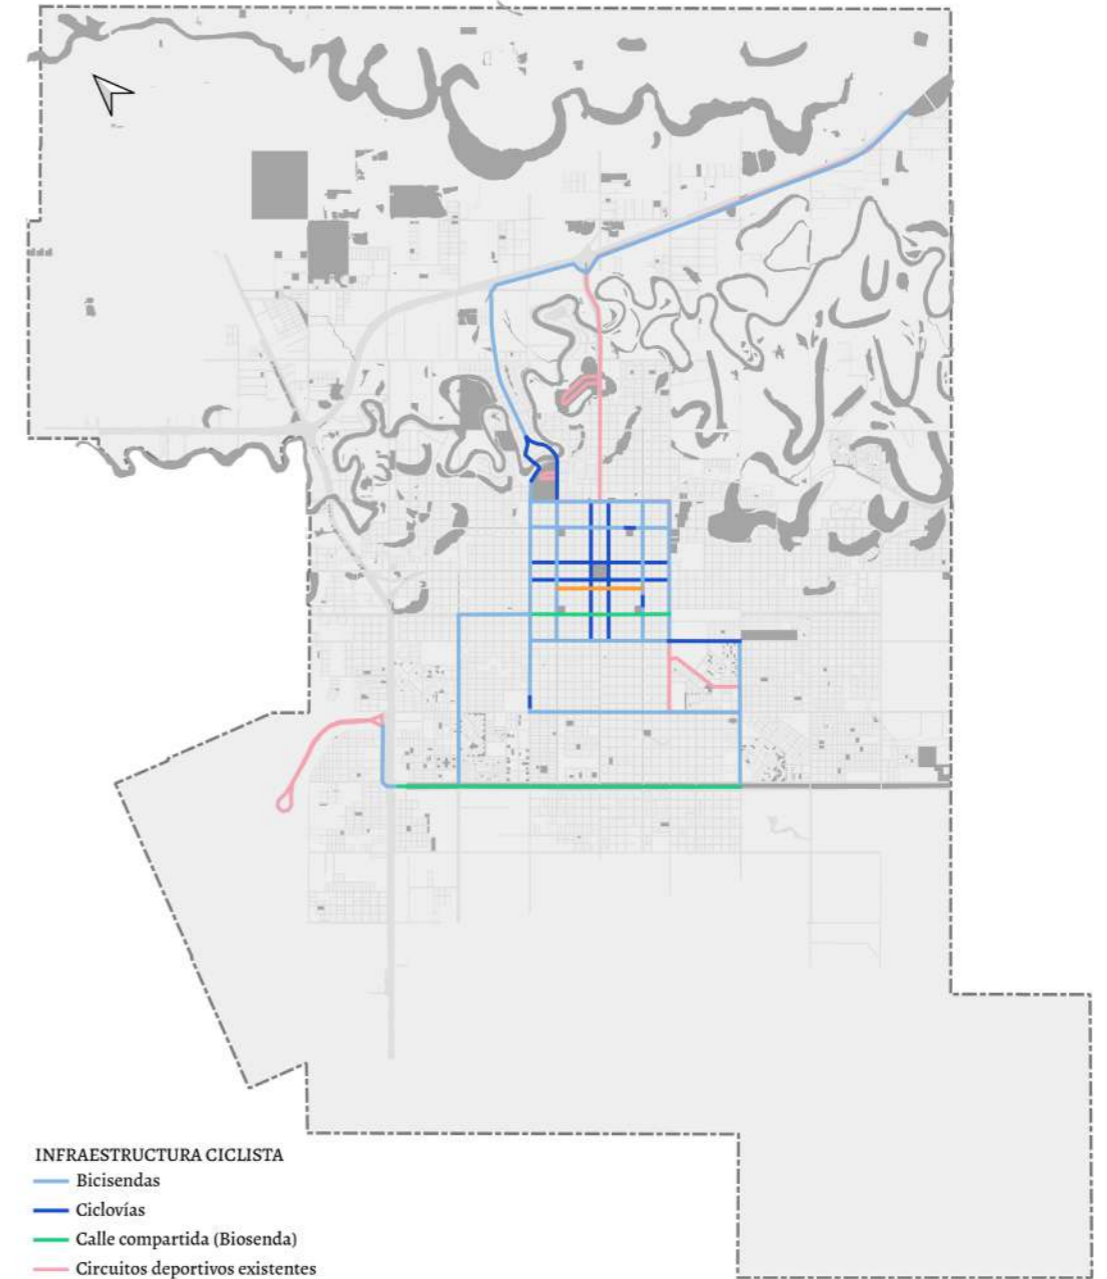 INFRAESTRUCTURA CICLISTA
Bicisendas
Ciclovías
Calle compartida (Biosenda)
Circuitos deportivos existentes